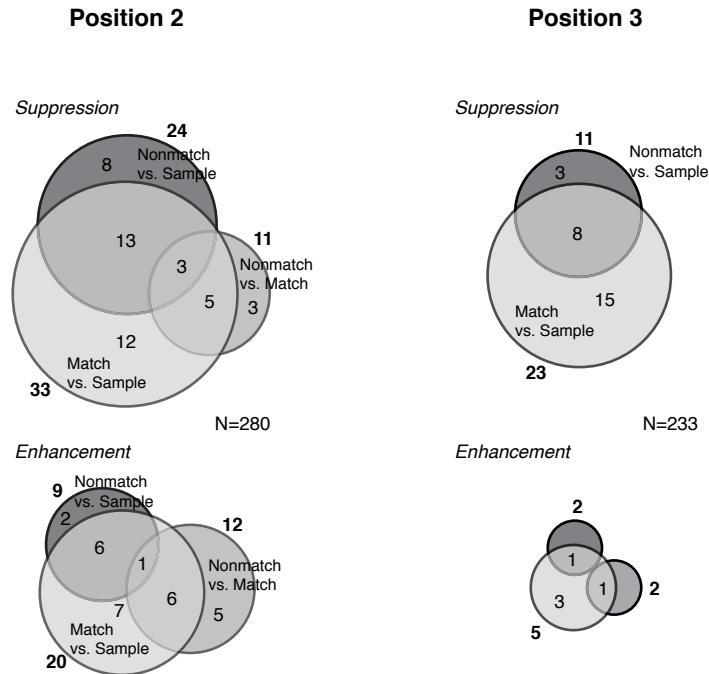 Position 2
Suppression
24
8
Nonmatch
vs. Sample
13
11
3
Nonmatch
vs. Match
5
3
12
Match
vs. Sample
33
N=280
Enhancement
9
Nonmatch
vs. Sample
2
12
6
1
Nonmatch
vs. Match
6
7
5
Match
vs. Sample
20
Position 3
Suppression
11
Nonmatch
vs. Sample
3
8
15
Match
vs. Sample
23
N=233
Enhancement
2
1
1
2
3
5